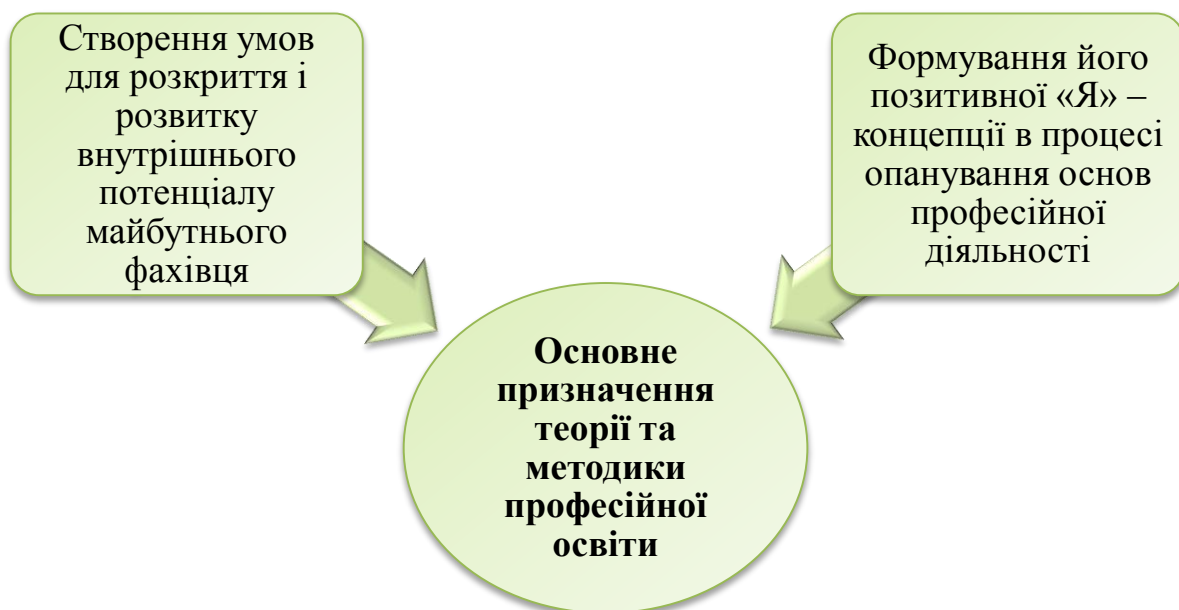 Створення умов
для розкриття і
розвитку
внутрішнього
потенціалу
майбутнього
фахівця
Формування його
позитивної «Я» –
концепції в процесі
опанування основ
професійної
діяльності
Основне
призначення
теорії та
методики
професійної
освіти